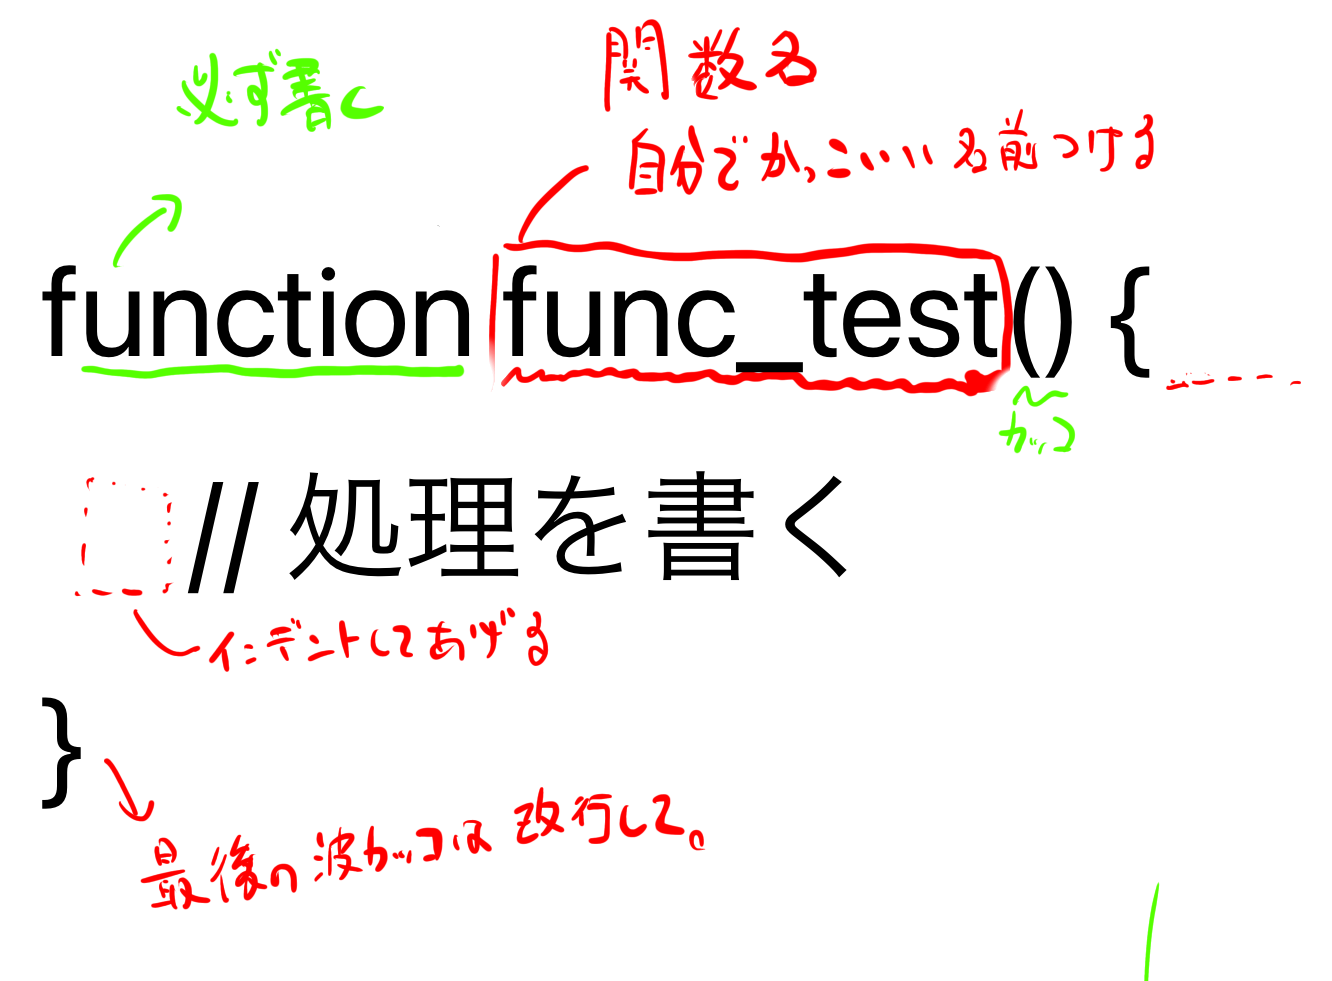 必ず書く
関数名
自分でかっこいい名前つける
function func_test() {
カッコ
// 処理を書く
インデントしてあげる
}
最後の波カッコは改行して。